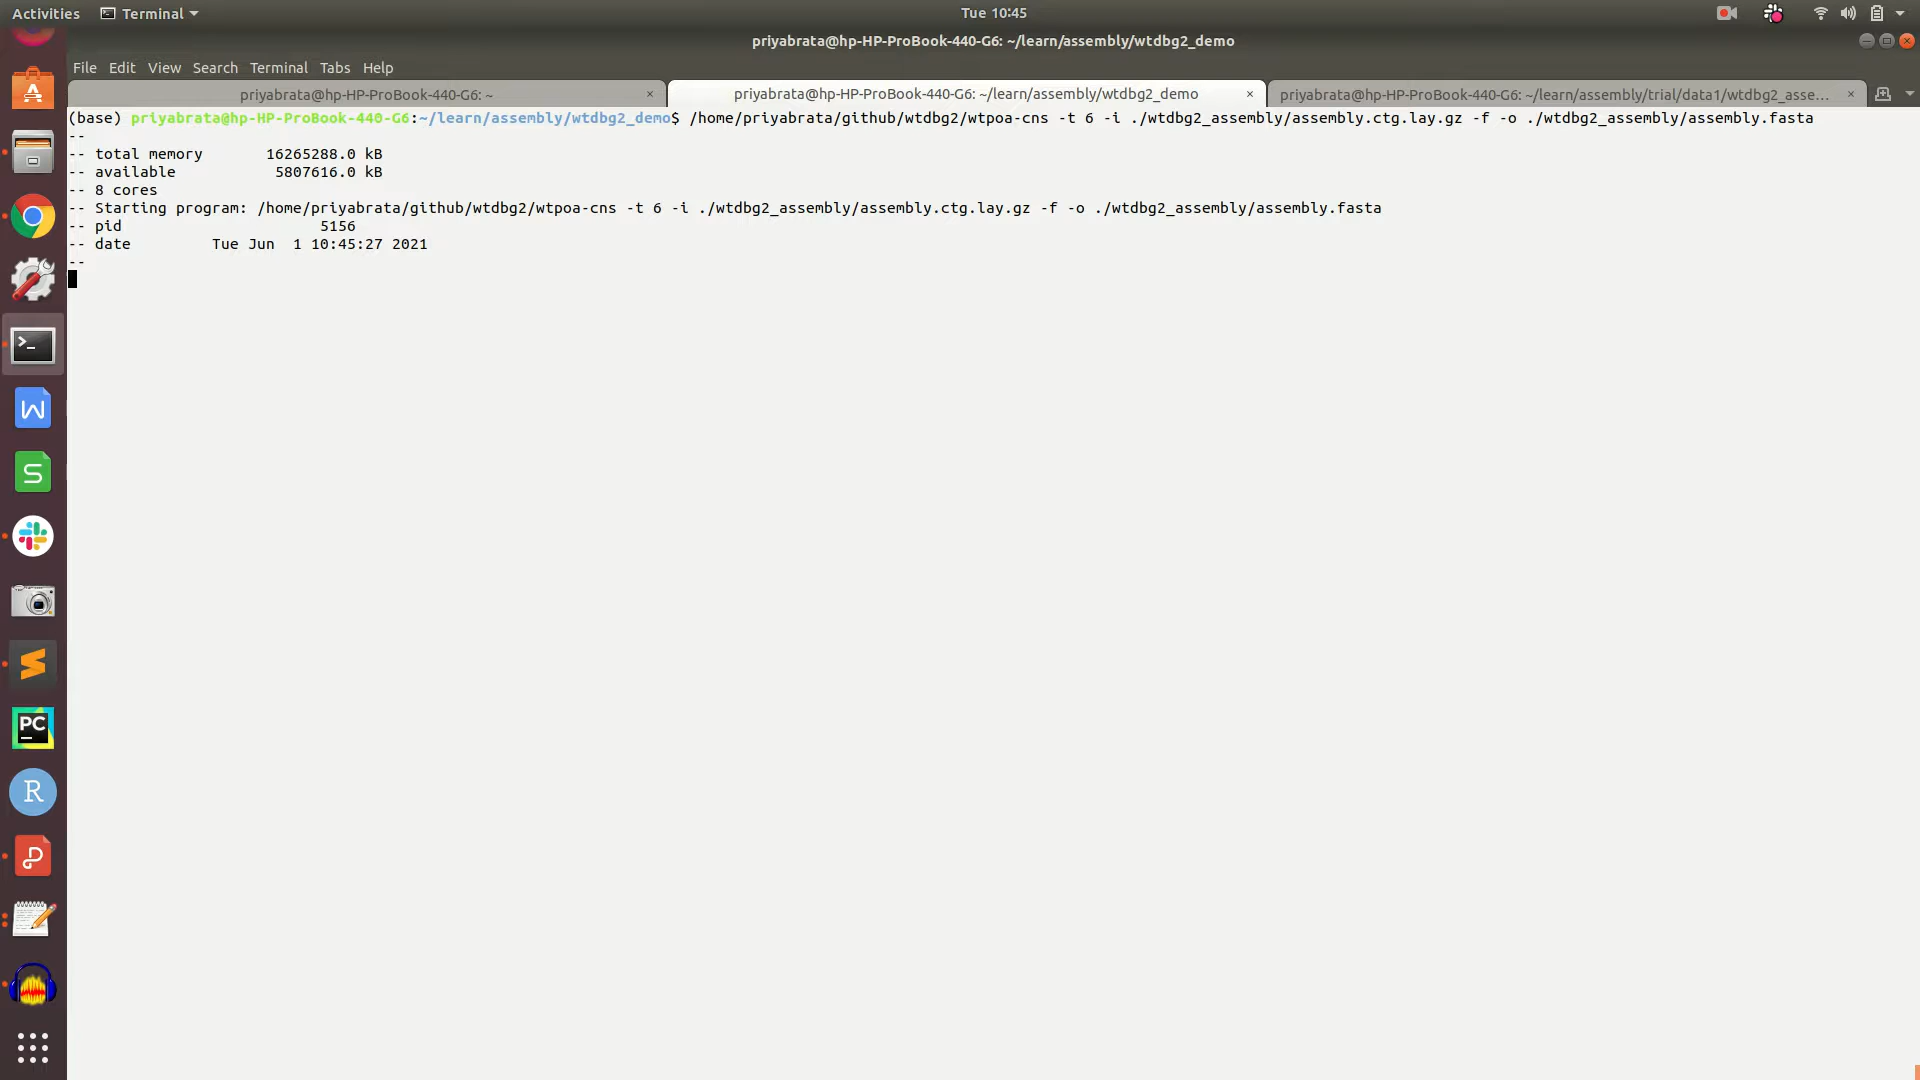 Activities Terminal Tue 10:45
priyabrata@hp-HP-ProBook-440-G6: ~/learn/assembly/wtdbg2_demo
File Edit View Search Terminal Tabs Help
priyabrata@hp-HP-ProBook-440-G6: ~ × priyabrata@hp-HP-ProBook-440-G6: ~/learn/assembly/wtdbg2_demo × priyabrata@hp-HP-ProBook-440-G6: ~/learn/assembly/trial/data1/wtdbg2_asse... ×
(base) priyabrata@hp-HP-ProBook-440-G6:~/learn/assembly/wtdbg2_demo$ /home/priyabrata/github/wtdbg2/wtpoa-cns -t 6 -i ./wtdbg2_assembly/assembly.ctg.lay.gz -f -o ./wtdbg2_assembly/assembly.fasta
--
-- total memory 16265288.0 kB
-- available 5807616.0 kB
-- 8 cores
-- Starting program: /home/priyabrata/github/wtdbg2/wtpoa-cns -t 6 -i ./wtdbg2_assembly/assembly.ctg.lay.gz -f -o ./wtdbg2_assembly/assembly.fasta
-- pid 5156
-- date Tue Jun 1 10:45:27 2021
--
A
>_
W
S
PC
R
P